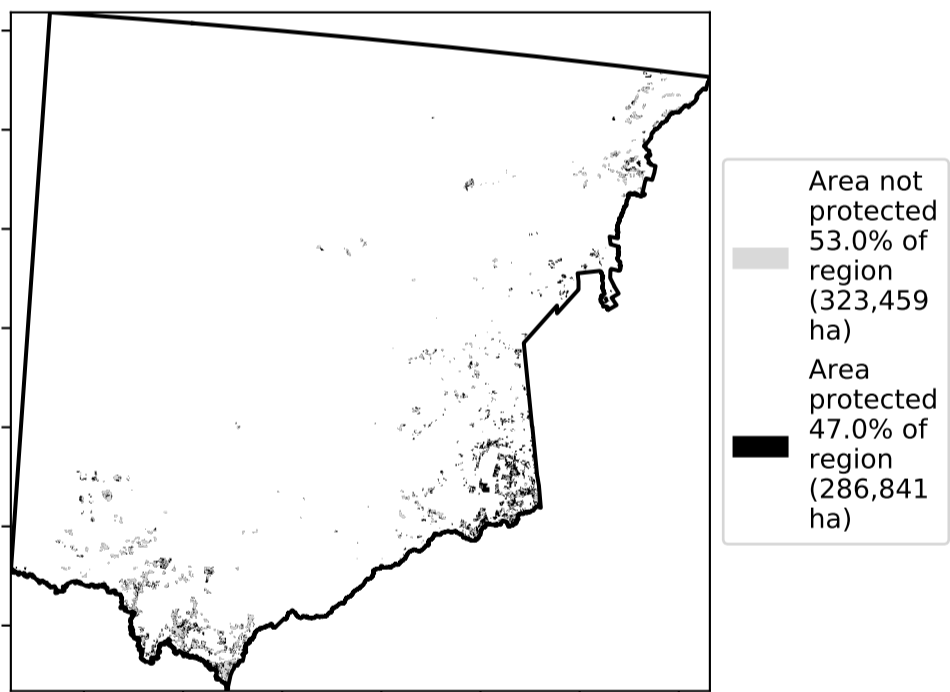 Area not
protected
53.0% of
region
(323,459
ha)
Area
protected
47.0% of
region
(286,841
ha)